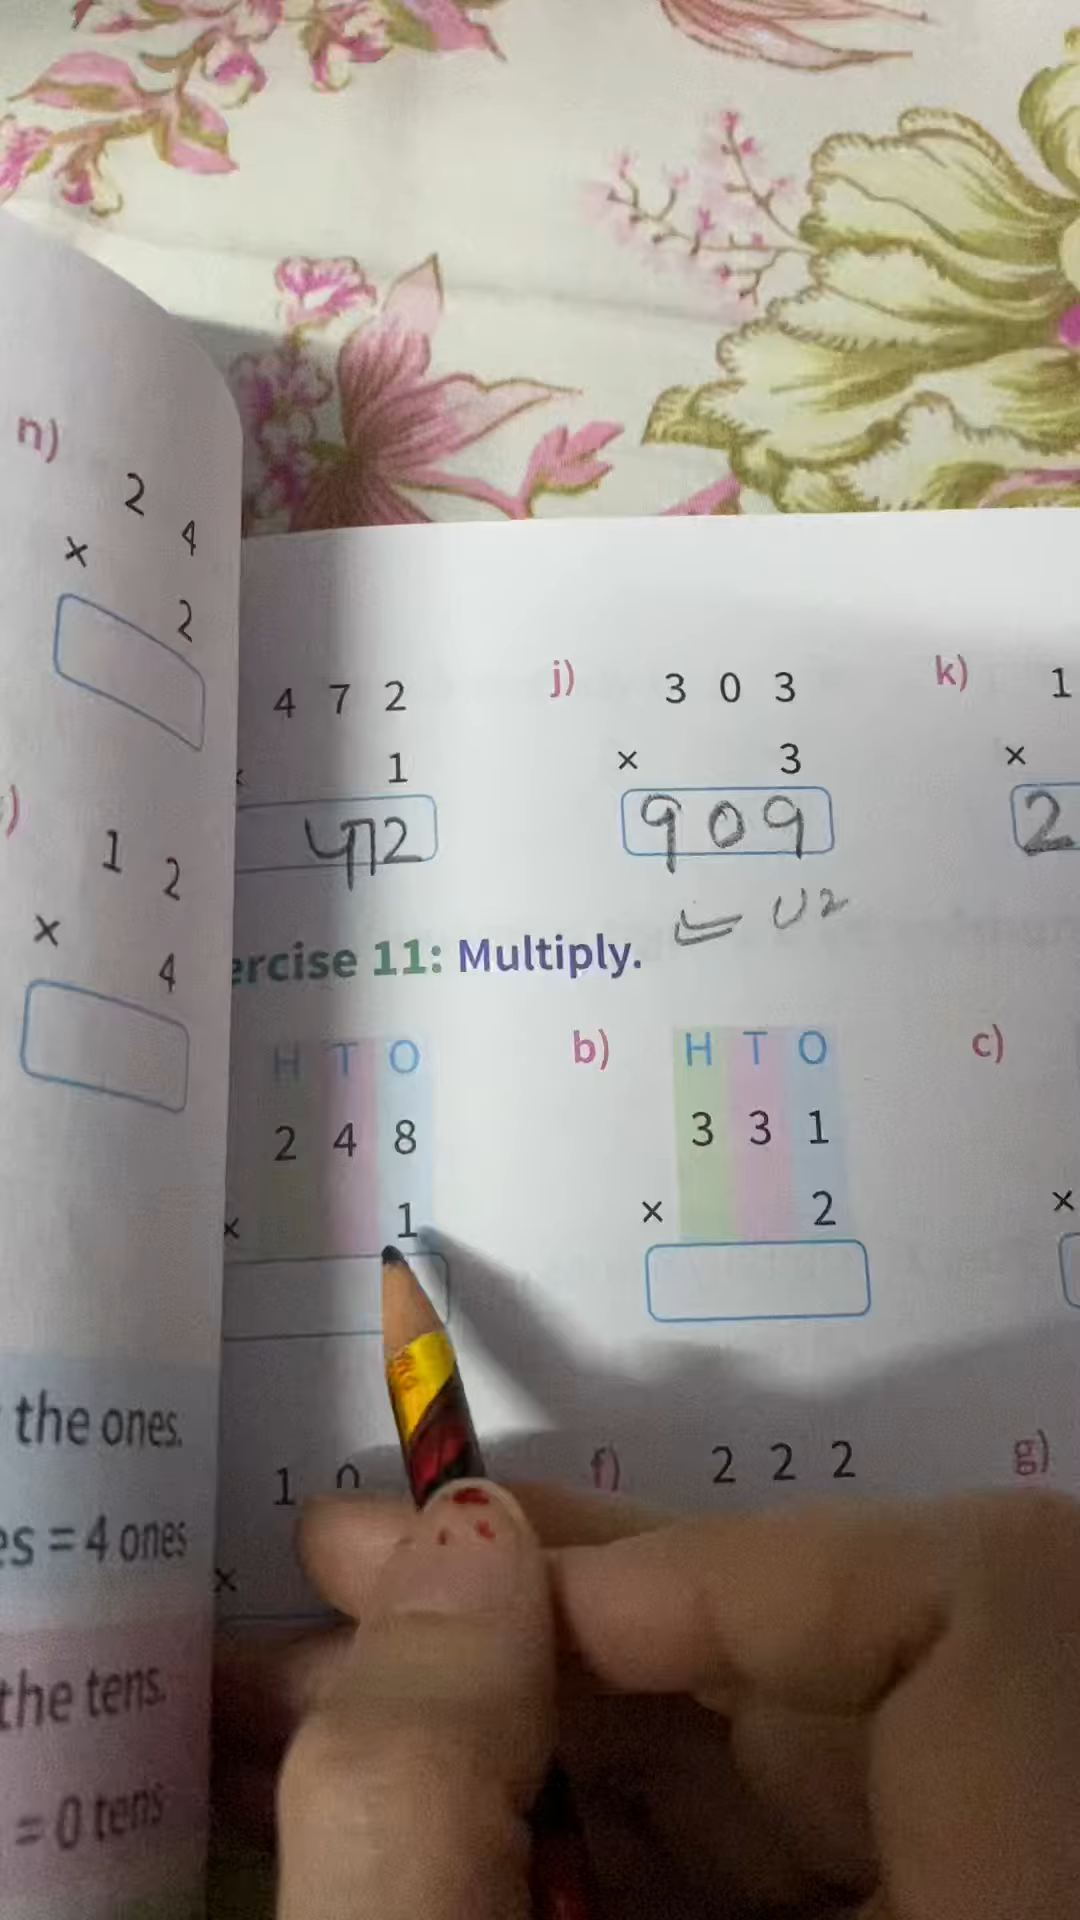 n)
2 4
× 2
1 2
× 4
the ones.
es = 4 ones
the tens.
= 0 tens
4 7 2
1
472
j) 3 0 3
× 3
909
k) 1
×
2
ercise 11: Multiply.
H T O
2 4 8
× 1
b) H T O
3 3 1
× 2
c)
×
1 0
×
f) 2 2 2
g)